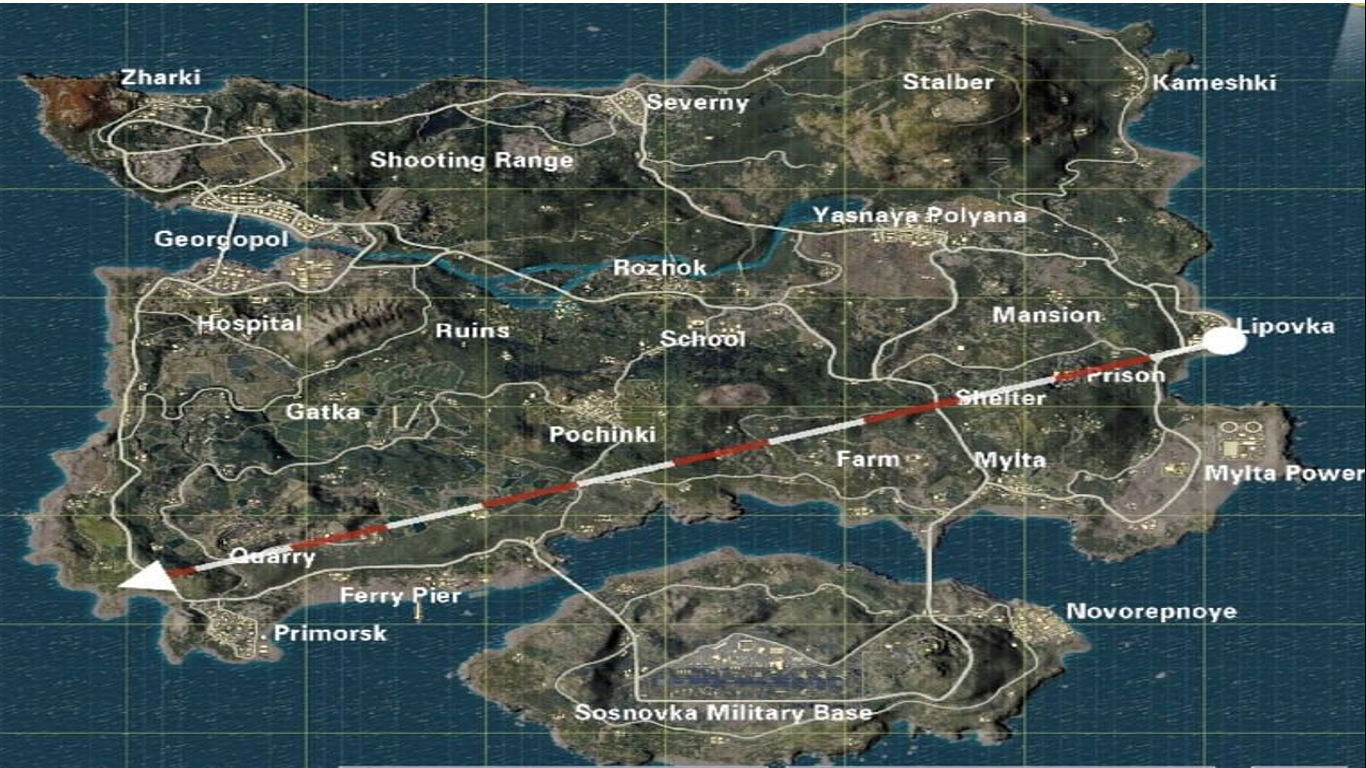 Zharki
Stalber
Kameshki
Severny
Shooting Range
Yasnaya Polyana
Georgopol
Rozhok
Hospital
Ruins
School
Mansion
Lipovka
Prison
Shelter
Gatka
Pochinki
Farm
Mylta
Mylta Power
Quarry
Ferry Pier
Primorsk
Novorepnoye
Sosnovka Military Base